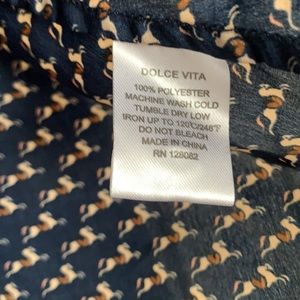 DOLCE VITA
100% POLYESTER
MACHINE WASH COLD
TUMBLE DRY LOW
IRON UP TO 120℃/248℉
DO NOT BLEACH
MADE IN CHINA
RN 128082